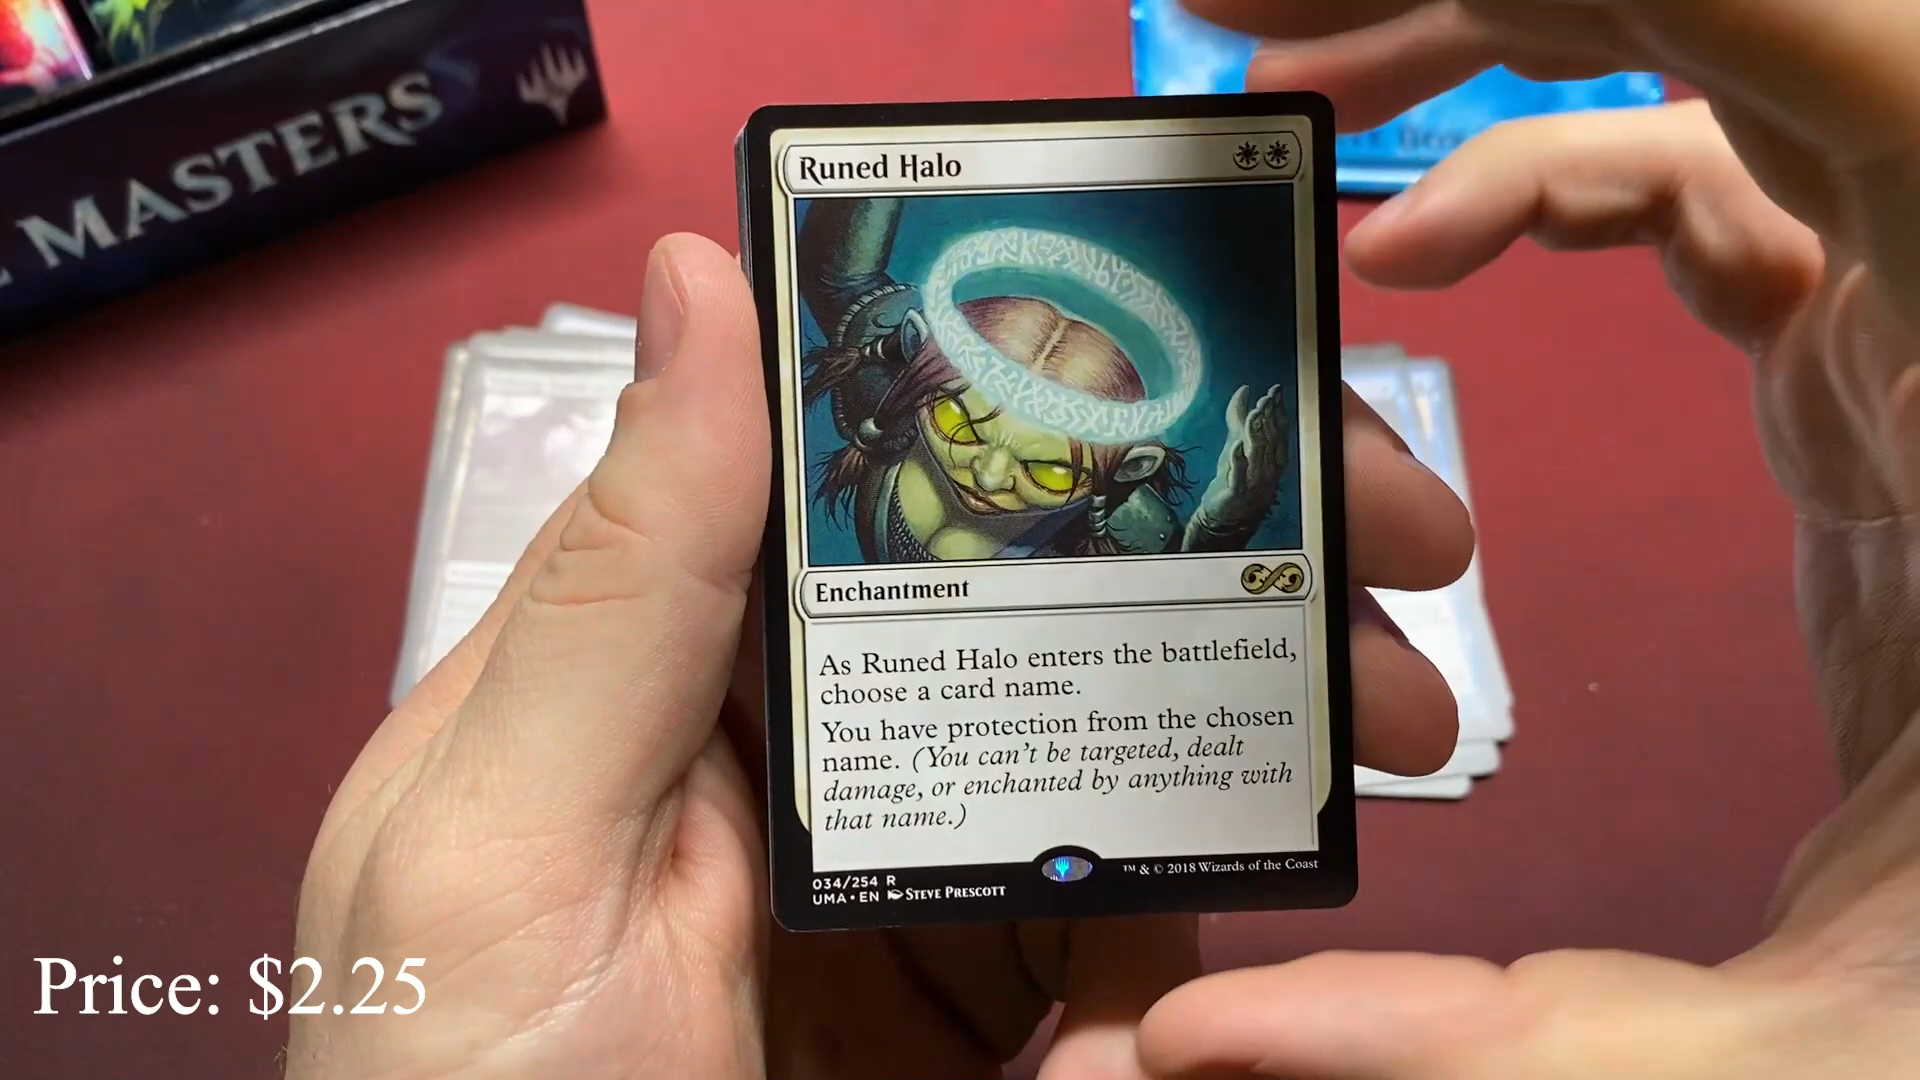 MASTERS
Runed Halo
Enchantment
As Runed Halo enters the battlefield,
choose a card name.
You have protection from the chosen
name. (You can't be targeted, dealt
damage, or enchanted by anything with
that name.)
034/254 R
UMA • EN STEVE PRESCOTT
™ & © 2018 Wizards of the Coast
Price: $2.25